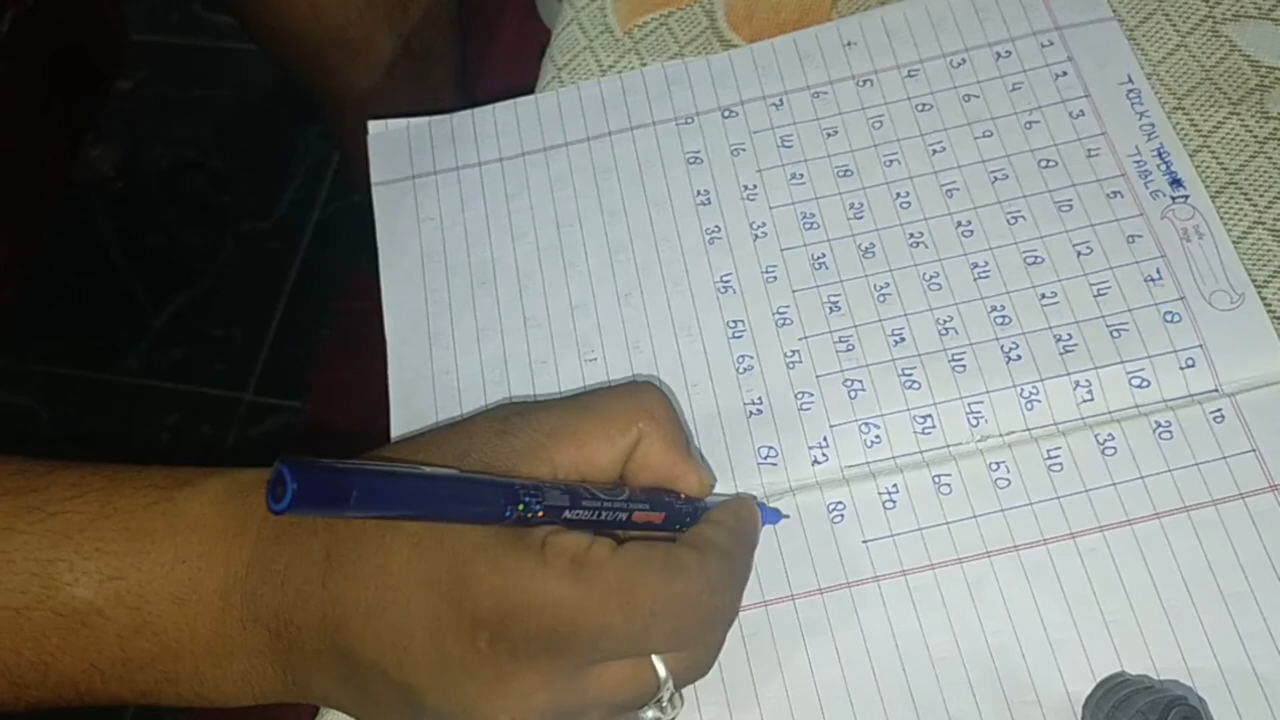 TRICK ON
TABLE
Date
Page
1 2 3 4 5 6 7 8 9 10
2 4 6 8 10 12 14 16 18 20
3 6 9 12 15 18 21 24 27 30
4 8 12 16 20 24 28 32 36 40
5 10 15 20 25 30 35 40 45 50
6 12 18 24 30 36 42 48 54 60
7 14 21 28 35 42 49 56 63 70
8 16 24 32 40 48 56 64 72 80
9 18 27 36 45 54 63 72 81
MAXTRON